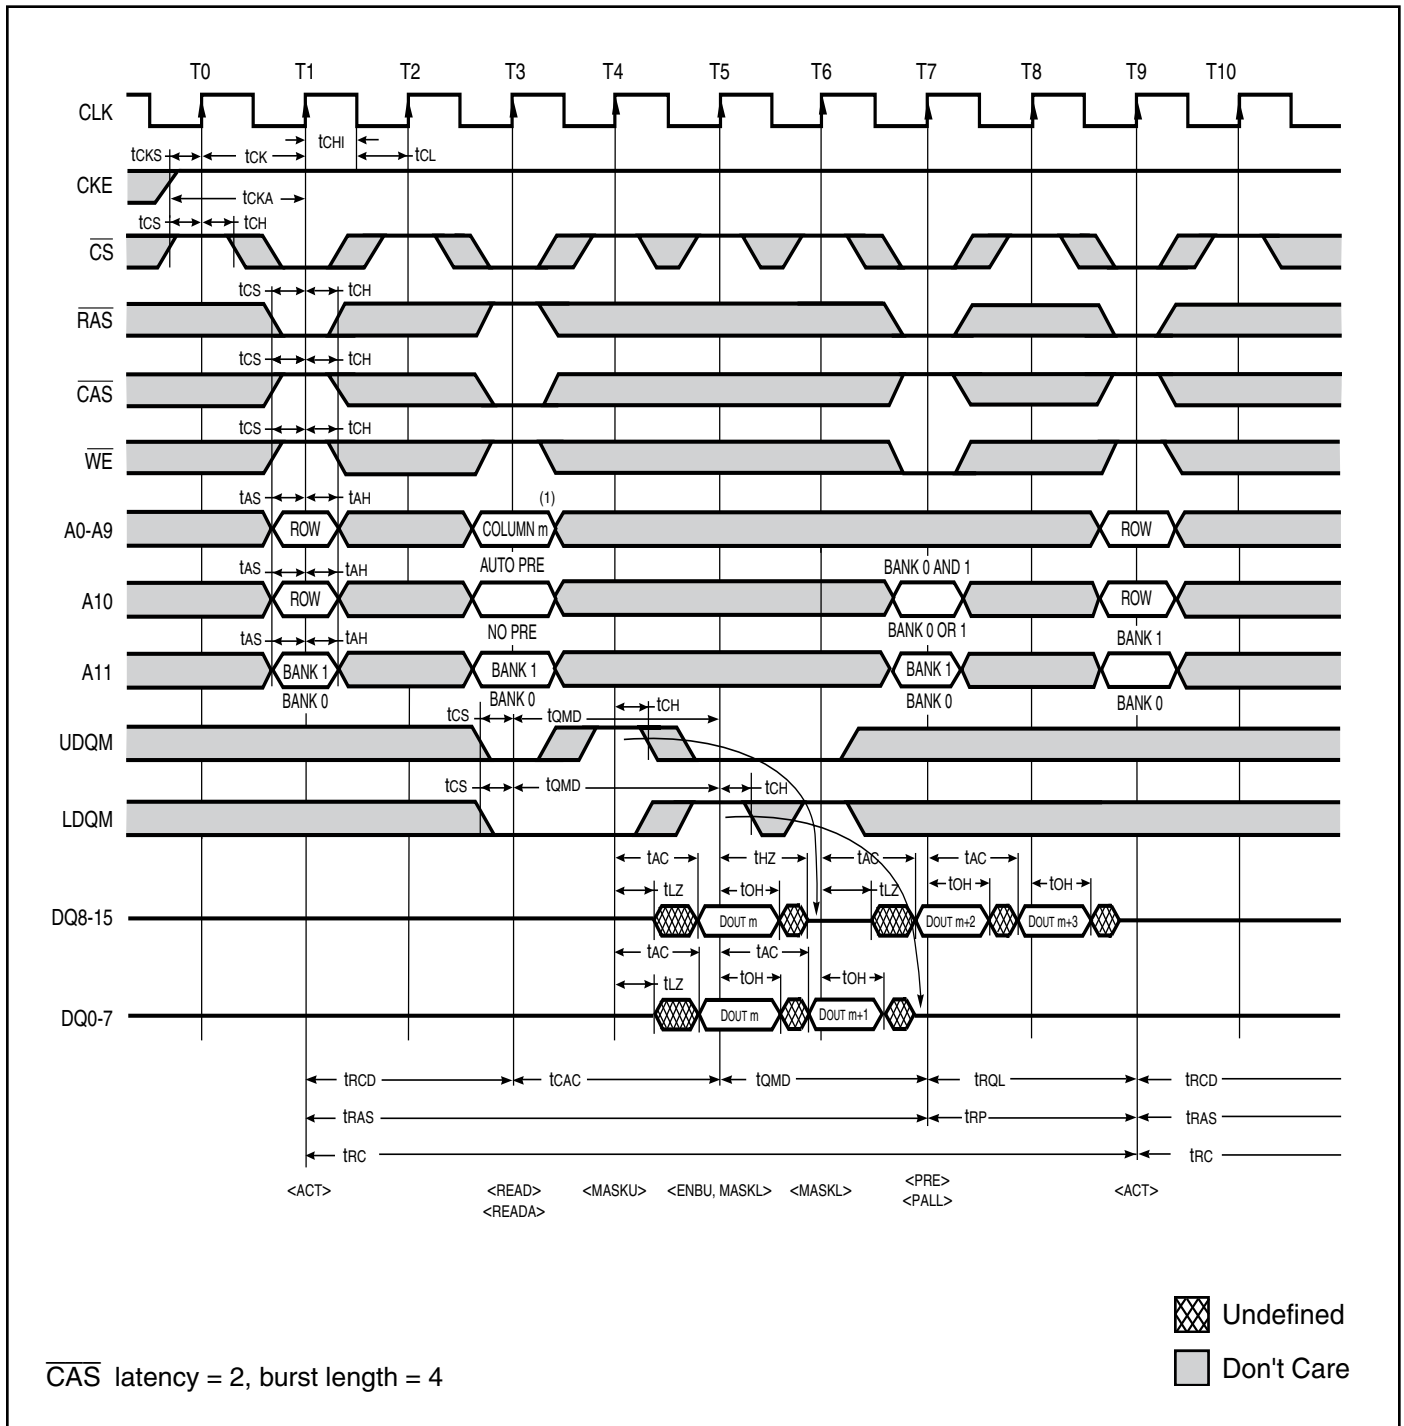 T0 T1 T2 T3 T4 T5 T6 T7 T8 T9 T10
CLK
tCHI
tCKS tCK tCL
CKE
tCKA
tCS tCH
CS
tCS tCH
RAS
tCS tCH
CAS
tCS tCH
WE
tAS tAH (1)
A0-A9 ROW COLUMN m ROW
tAS tAH AUTO PRE BANK 0 AND 1
A10 ROW ROW
tAS tAH NO PRE BANK 0 OR 1 BANK 1
A11 BANK 1 BANK 1 BANK 1
BANK 0 BANK 0 BANK 0 BANK 0
tCS tQMD tCH
UDQM
tCS tQMD tCH
LDQM
tAC tHZ tAC tAC
tLZ tOH tLZ tOH tOH
DQ8-15 DOUT m DOUT m+2 DOUT m+3
tAC tAC
tLZ tOH tOH
DQ0-7 DOUT m DOUT m+1
tRCD tCAC tQMD tRQL tRCD
tRAS tRP tRAS
tRC tRC
<ACT> <READ> <MASKU> <ENBU, MASKL> <MASKL> <PRE> <ACT>
<READA> <PALL>
Undefined
Don't Care
CAS latency = 2, burst length = 4